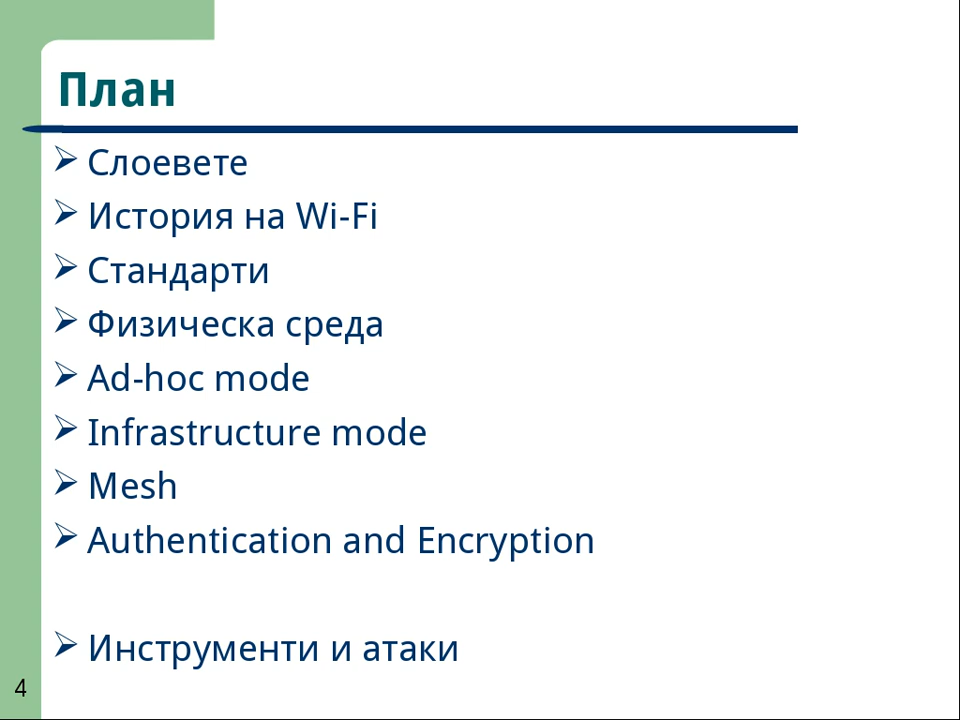 План
Слоевете
История на Wi-Fi
Стандарти
Физическа среда
Ad-hoc mode
Infrastructure mode
Mesh
Authentication and Encryption
Инструменти и атаки
4